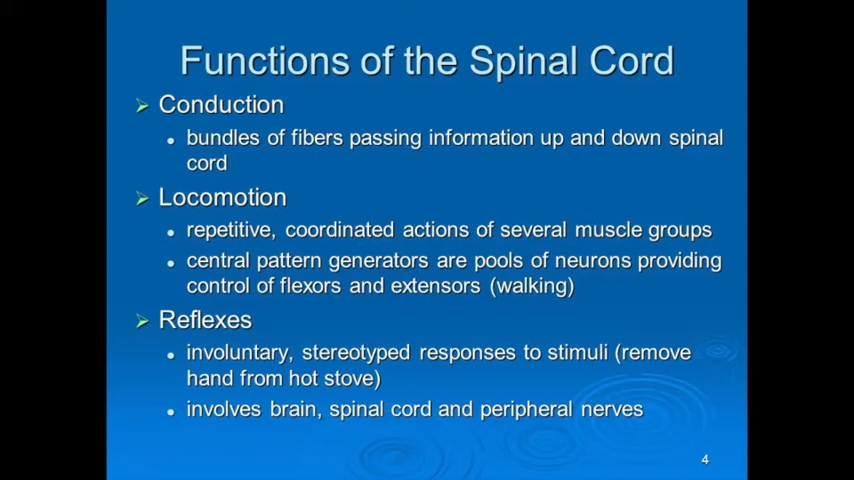 Functions of the Spinal Cord
Conduction
bundles of fibers passing information up and down spinal
cord
Locomotion
repetitive, coordinated actions of several muscle groups
central pattern generators are pools of neurons providing
control of flexors and extensors (walking)
Reflexes
involuntary, stereotyped responses to stimuli (remove
hand from hot stove)
involves brain, spinal cord and peripheral nerves
4